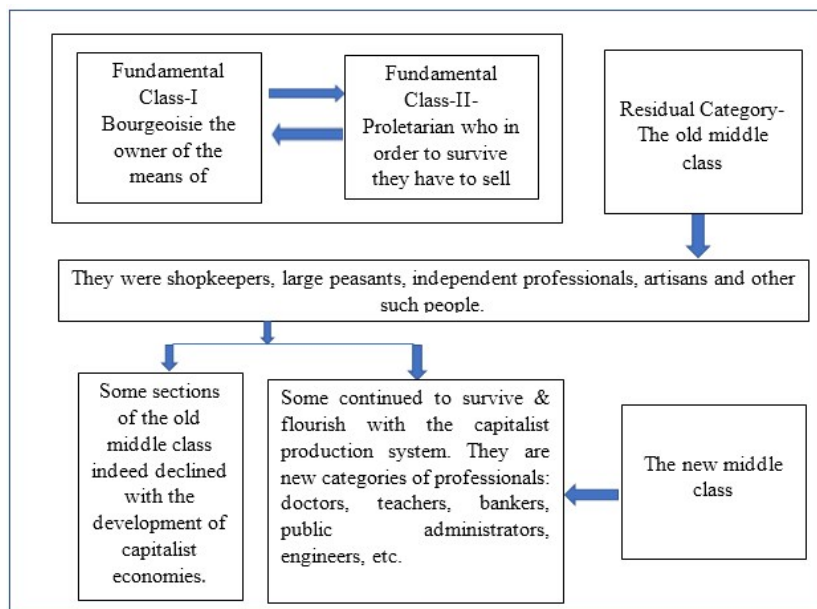 Fundamental
Class-I
Bourgeoisie the
owner of the
means of
Fundamental
Class-II-
Proletarian who in
order to survive
they have to sell
Residual Category-
The old middle
class
They were shopkeepers, large peasants, independent professionals, artisans and other
such people.
Some sections
of the old
middle class
indeed declined
with the
development of
capitalist
economies.
Some continued to survive &
flourish with the capitalist
production system. They are
new categories of professionals:
doctors, teachers, bankers,
public administrators,
engineers, etc.
The new middle
class